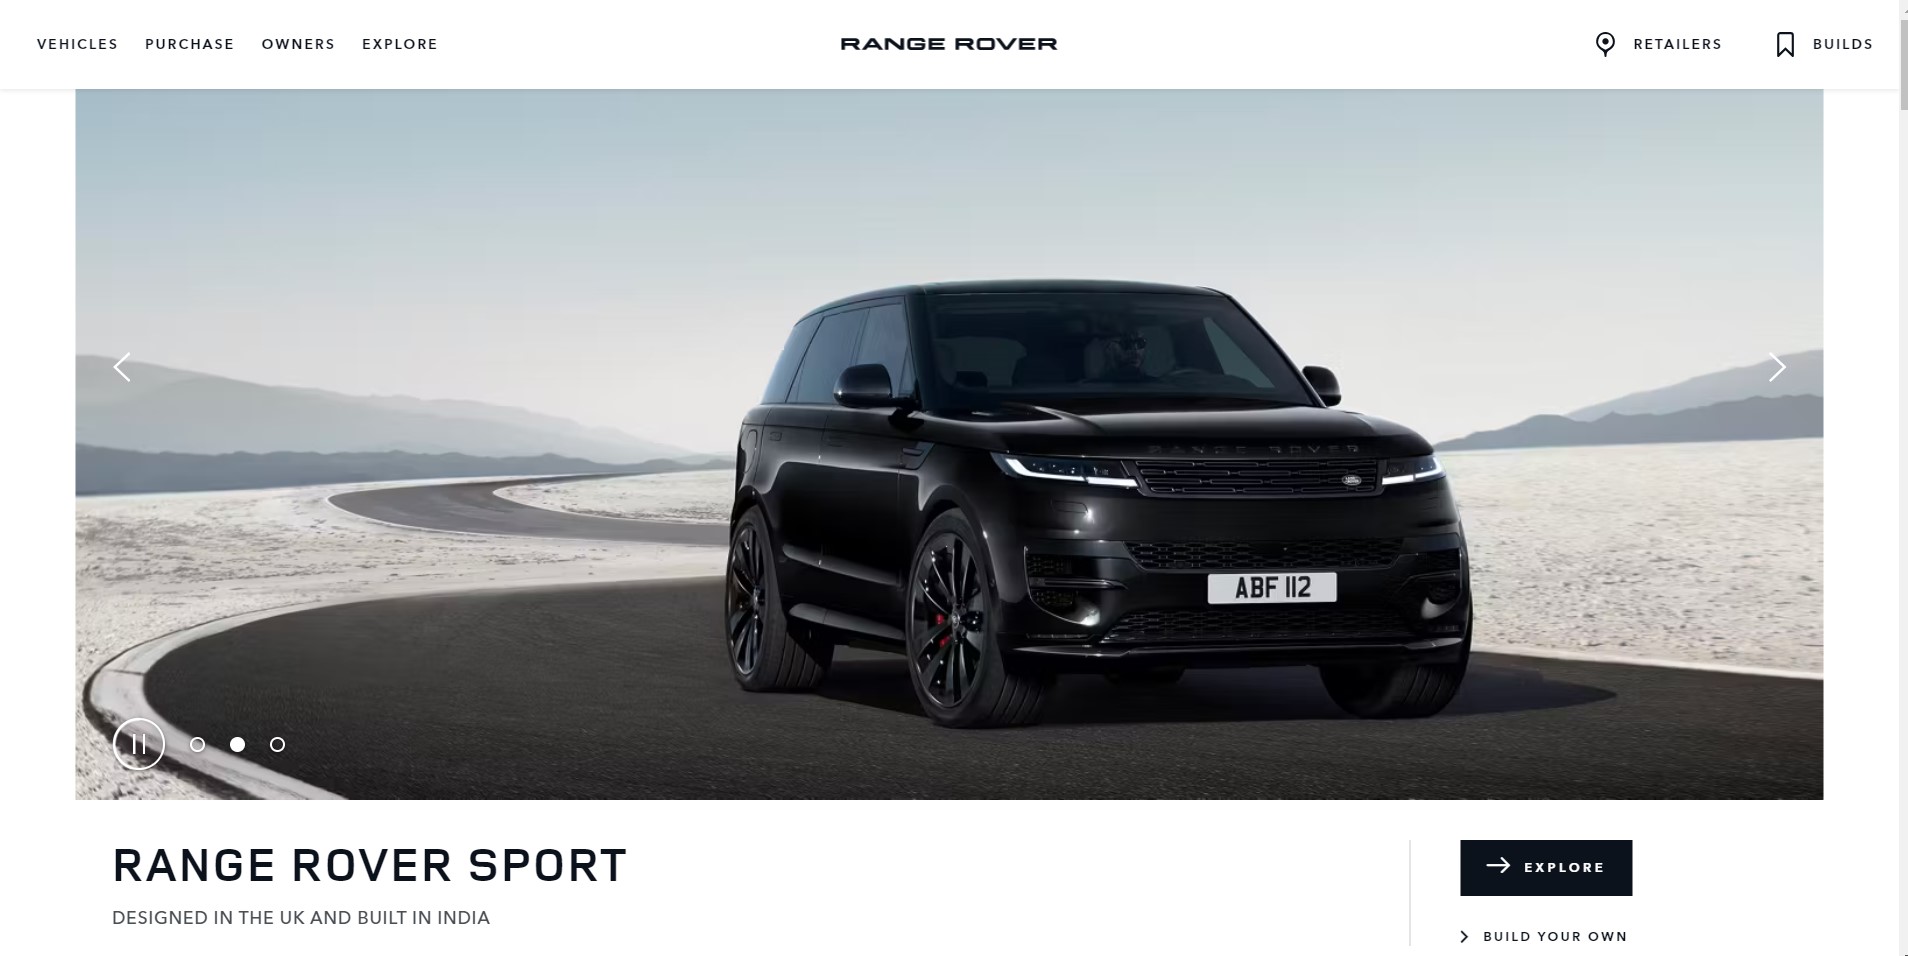 VEHICLES PURCHASE OWNERS EXPLORE RANGE ROVER RETAILERS BUILDS
RANGE ROVER
ABF 112
RANGE ROVER SPORT
DESIGNED IN THE UK AND BUILT IN INDIA
EXPLORE
BUILD YOUR OWN